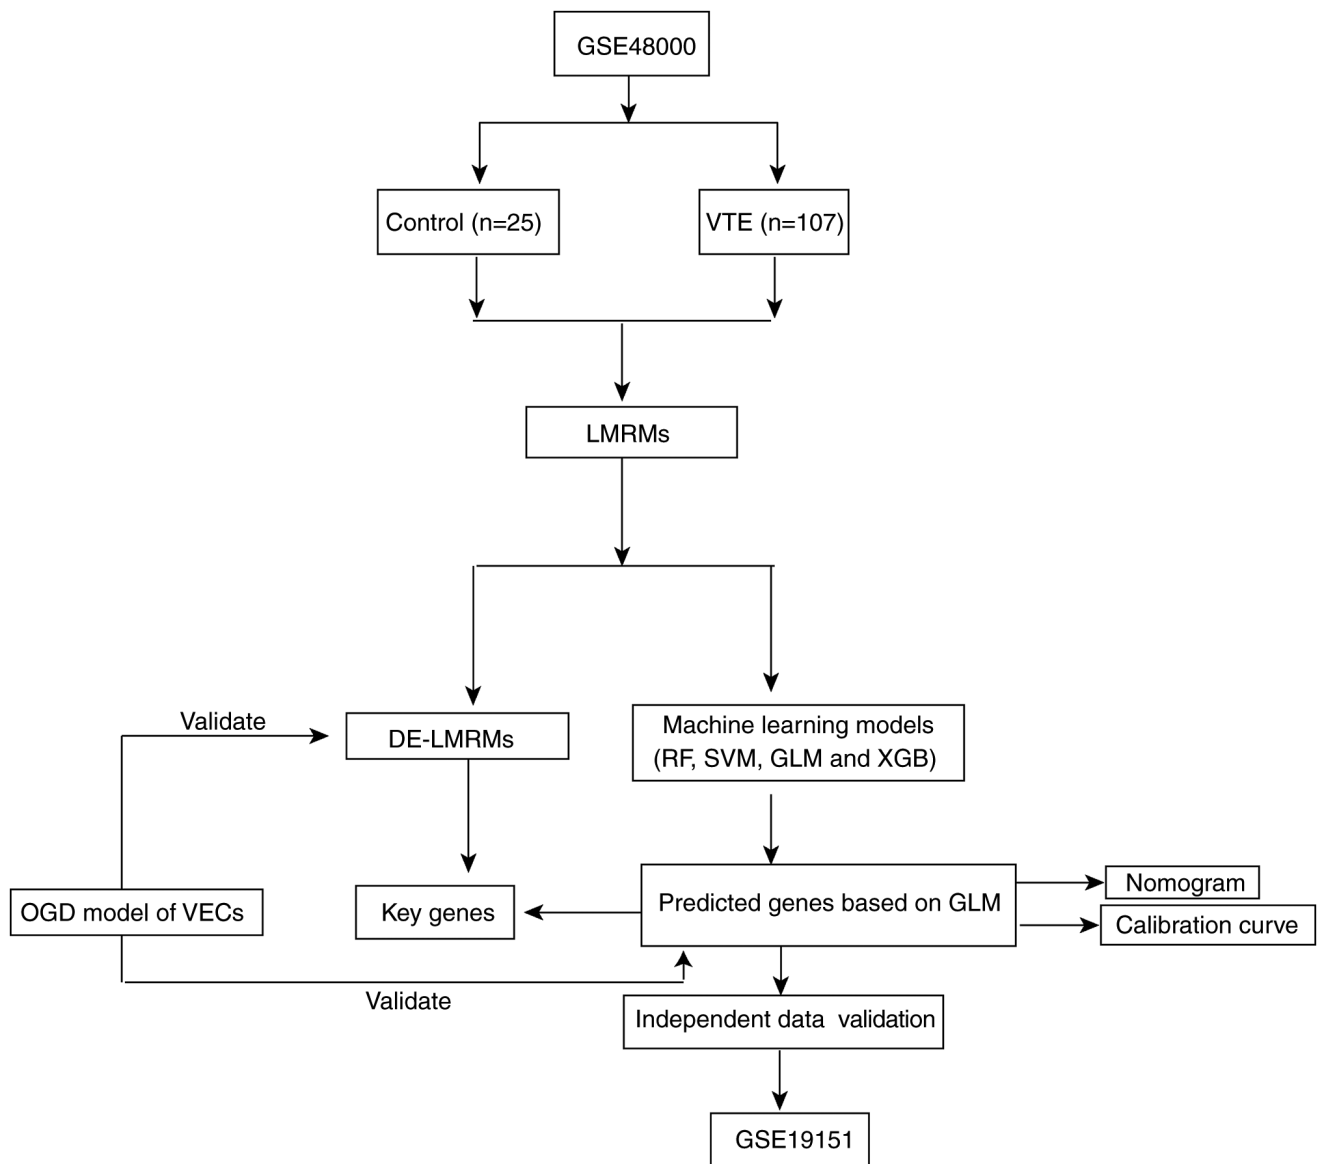 GSE48000
Control (n=25)
VTE (n=107)
LMRMs
Validate
DE-LMRMs
Machine learning models
(RF, SVM, GLM and XGB)
OGD model of VECs
Key genes
Predicted genes based on GLM
Nomogram
Calibration curve
Validate
Independent data validation
GSE19151